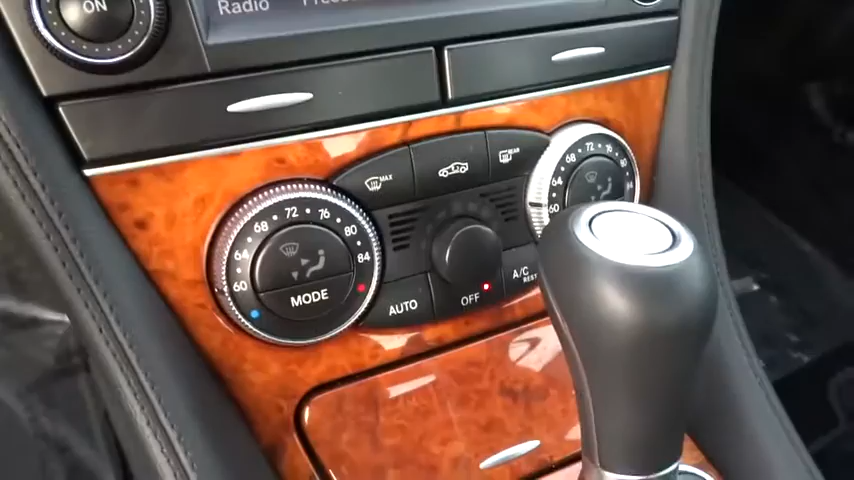 ON
Radio
MAX
REAR
60 64 68 72 76 80 84
MODE
60 64 68 72 76
AUTO
OFF
A/C
REST